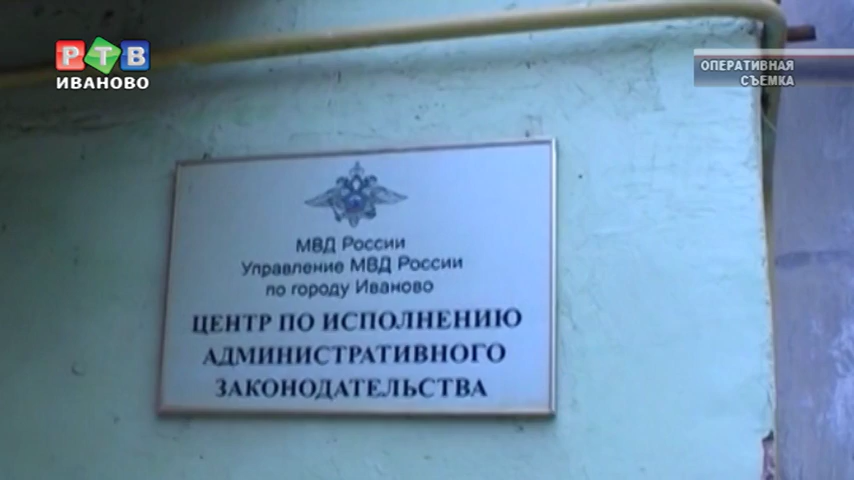 РТВ
ИВАНОВО
ОПЕРАТИВНАЯ
СЪЕМКА
МВД России
Управление МВД России
по городу Иваново
ЦЕНТР ПО ИСПОЛНЕНИЮ
АДМИНИСТРАТИВНОГО
ЗАКОНОДАТЕЛЬСТВА